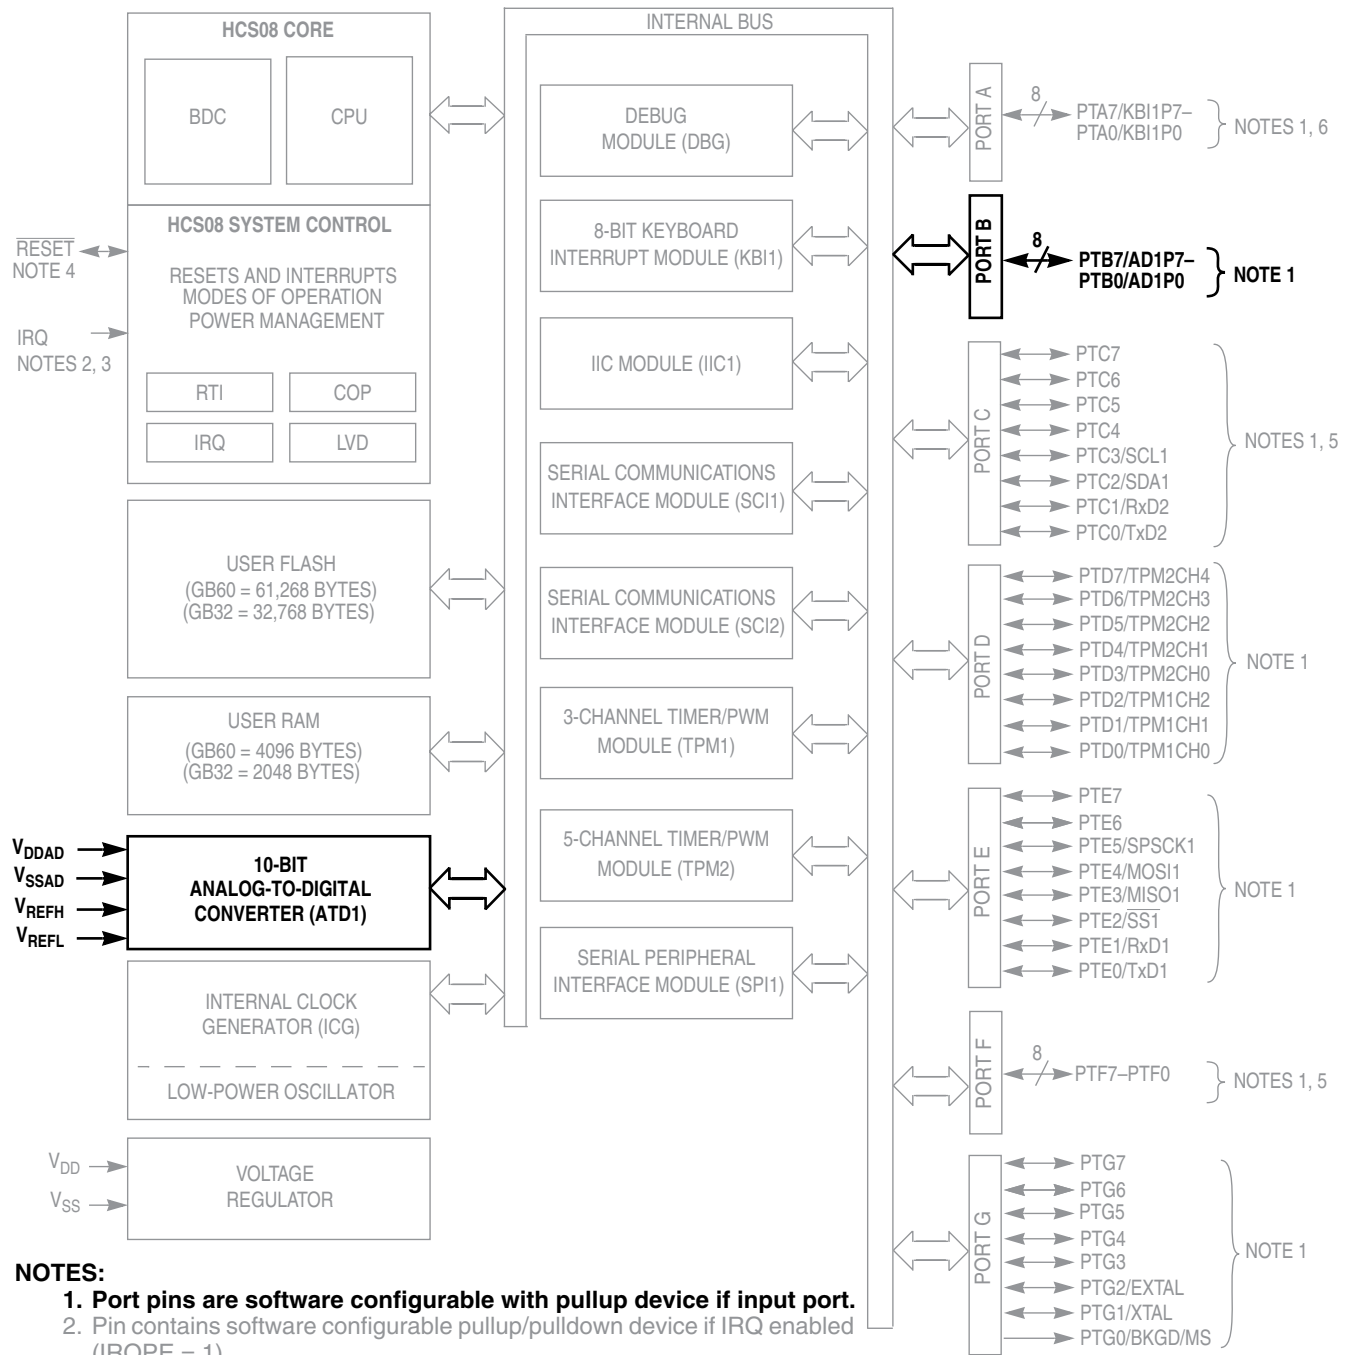 INTERNAL BUS
HCS08 CORE
BDC
CPU
HCS08 SYSTEM CONTROL
RESETS AND INTERRUPTS
MODES OF OPERATION
POWER MANAGEMENT
RTI
COP
IRQ
LVD
RESET
NOTE 4
IRQ
NOTES 2, 3
USER FLASH
(GB60 = 61,268 BYTES)
(GB32 = 32,768 BYTES)
USER RAM
(GB60 = 4096 BYTES)
(GB32 = 2048 BYTES)
VDDAD
VSSAD
VREFH
VREFL
10-BIT
ANALOG-TO-DIGITAL
CONVERTER (ATD1)
INTERNAL CLOCK
GENERATOR (ICG)
LOW-POWER OSCILLATOR
VDD
VSS
VOLTAGE
REGULATOR
DEBUG
MODULE (DBG)
8-BIT KEYBOARD
INTERRUPT MODULE (KBI1)
IIC MODULE (IIC1)
SERIAL COMMUNICATIONS
INTERFACE MODULE (SCI1)
SERIAL COMMUNICATIONS
INTERFACE MODULE (SCI2)
3-CHANNEL TIMER/PWM
MODULE (TPM1)
5-CHANNEL TIMER/PWM
MODULE (TPM2)
SERIAL PERIPHERAL
INTERFACE MODULE (SPI1)
PORT A
8
PTA7/KBI1P7–
PTA0/KBI1P0
NOTES 1, 6
PORT B
8
PTB7/AD1P7–
PTB0/AD1P0
NOTE 1
PORT C
PTC7
PTC6
PTC5
PTC4
PTC3/SCL1
PTC2/SDA1
PTC1/RxD2
PTC0/TxD2
NOTES 1, 5
PORT D
PTD7/TPM2CH4
PTD6/TPM2CH3
PTD5/TPM2CH2
PTD4/TPM2CH1
PTD3/TPM2CH0
PTD2/TPM1CH2
PTD1/TPM1CH1
PTD0/TPM1CH0
NOTE 1
PORT E
PTE7
PTE6
PTE5/SPSCK1
PTE4/MOSI1
PTE3/MISO1
PTE2/SS1
PTE1/RxD1
PTE0/TxD1
NOTE 1
PORT F
8
PTF7–PTF0
NOTES 1, 5
PORT G
PTG7
PTG6
PTG5
PTG4
PTG3
PTG2/EXTAL
PTG1/XTAL
PTG0/BKGD/MS
NOTE 1
NOTES:
1. Port pins are software configurable with pullup device if input port.
2. Pin contains software configurable pullup/pulldown device if IRQ enabled
(IRQPE = 1)